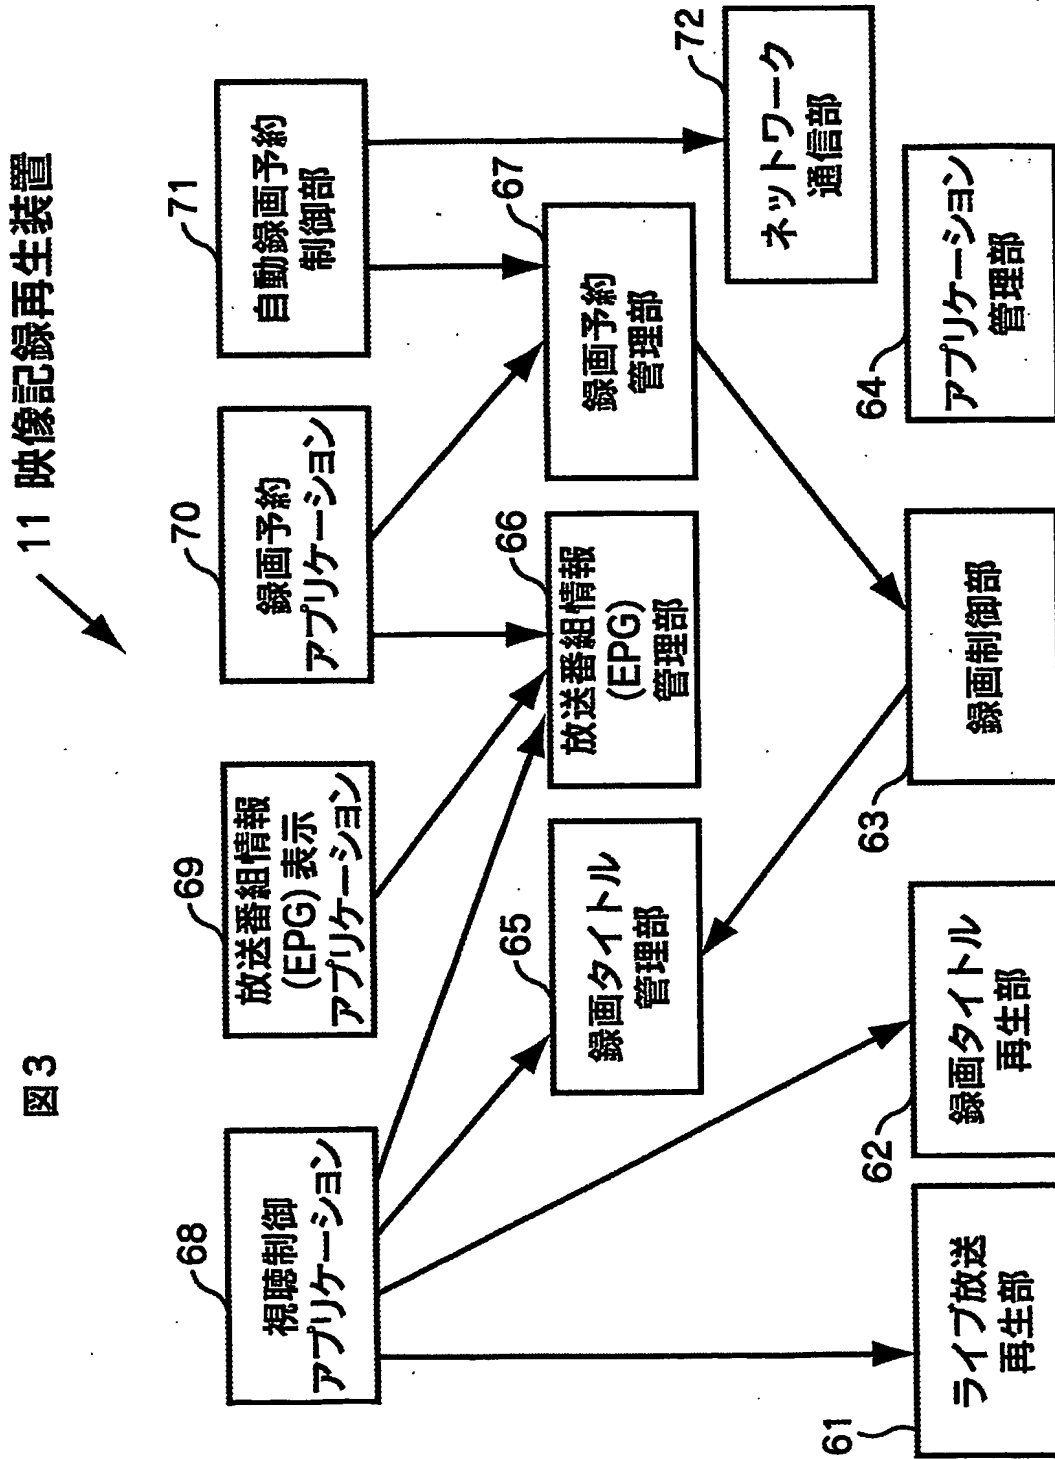 図3
11 映像記録再生装置
68
視聴制御
アプリケーション
69
放送番組情報
(EPG) 表示
アプリケーション
70
録画予約
アプリケーション
71
自動録画予約
制御部
65
録画タイトル
管理部
66
放送番組情報
(EPG)
管理部
67
録画予約
管理部
72
ネットワーク
通信部
61
ライブ放送
再生部
62
録画タイトル
再生部
63
録画制御部
64
アプリケーション
管理部